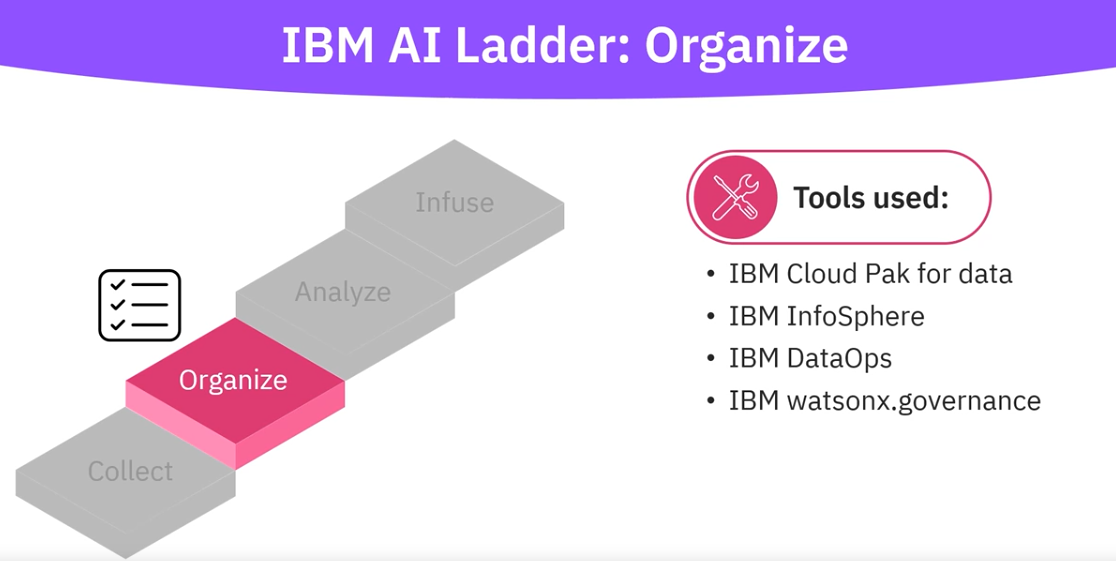 IBM AI Ladder: Organize
Infuse
Analyze
Organize
Collect
Tools used:
• IBM Cloud Pak for data
• IBM InfoSphere
• IBM DataOps
• IBM watsonx.governance